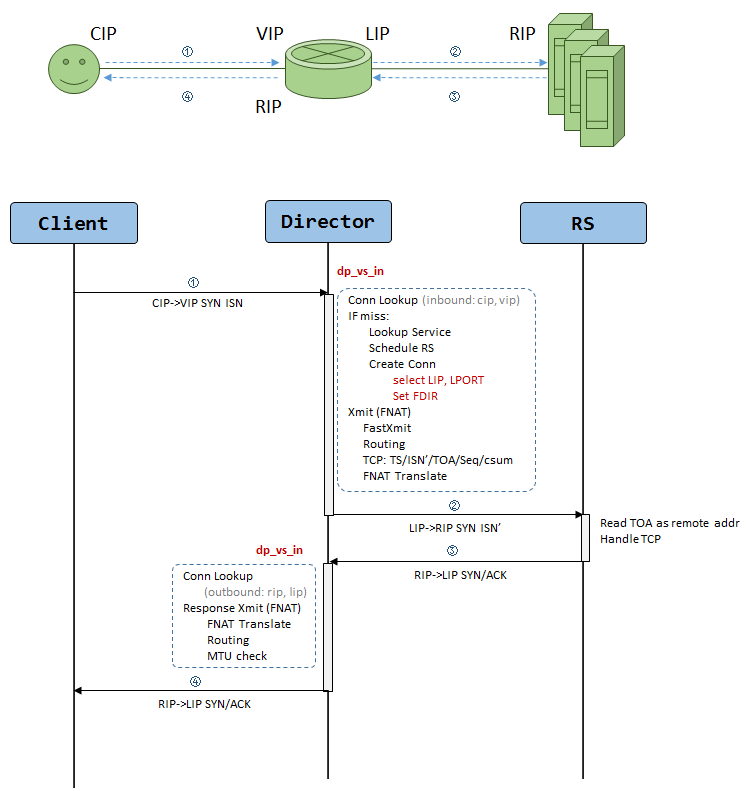 CIP
VIP
LIP
RIP
①
②
④
③
RIP
Client
Director
RS
dp_vs_in
①
CIP->VIP SYN ISN
Conn Lookup (inbound: cip, vip)
IF miss:
Lookup Service
Schedule RS
Create Conn
select LIP, LPORT
Set FDIR
Xmit (FNAT)
FastXmit
Routing
TCP: TS/ISN’/TOA/Seq/csum
FNAT Translate
②
LIP->RIP SYN ISN’
Read TOA as remote addr
Handle TCP
dp_vs_in
③
RIP->LIP SYN/ACK
Conn Lookup
(outbound: rip, lip)
Response Xmit (FNAT)
FNAT Translate
Routing
MTU check
④
RIP->LIP SYN/ACK